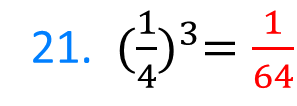 21. (1/4)³ = 1/64